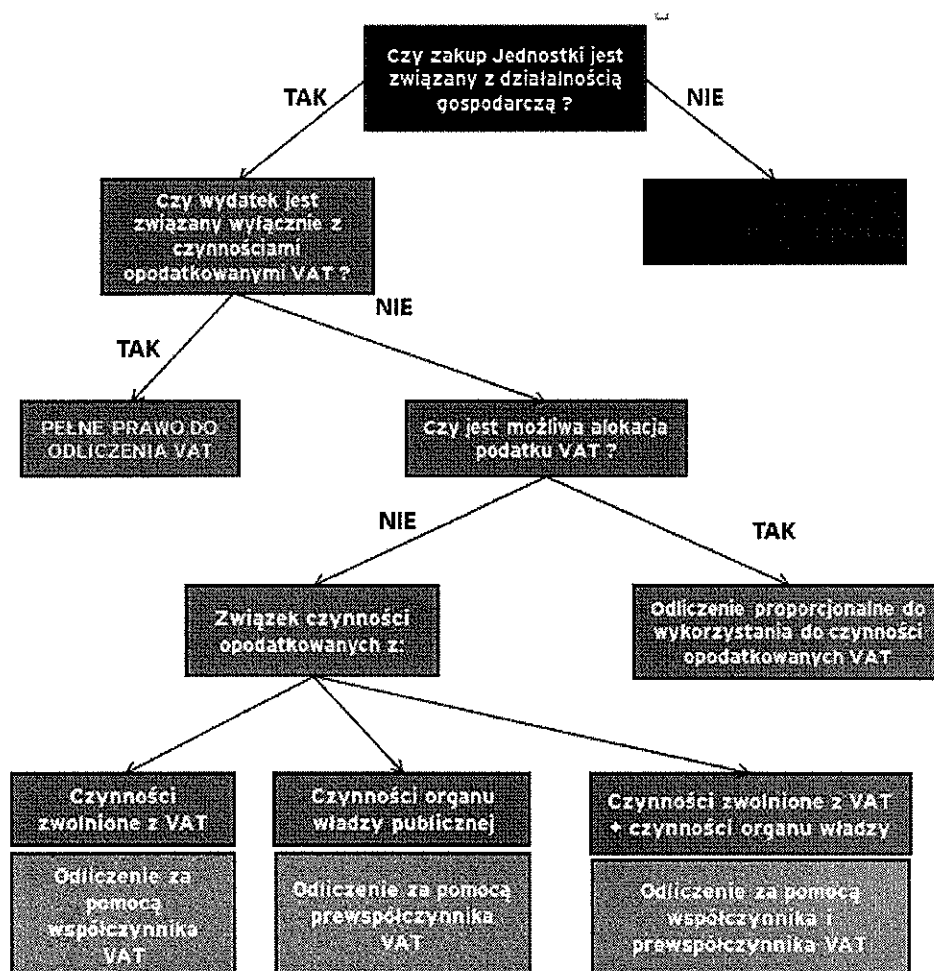 Czy zakup Jednostki jest
związany z działalnością
gospodarczą ?
TAK
NIE
Czy wydatek jest
związany wyłącznie z
czynnościami
opodatkowanymi VAT ?
NIE
TAK
PEŁNE PRAWO DO
ODLICZENIA VAT
Czy jest możliwa alokacja
podatku VAT ?
NIE
TAK
Związek czynności
opodatkowanych z:
Odliczenie proporcjonalne do
wykorzystania do czynności
opodatkowanych VAT
Czynności
zwolnione z VAT
Czynności organu
władzy publicznej
Czynności zwolnione z VAT
+ czynności organu władzy
Odliczenie za
pomocą
współczynnika
VAT
Odliczenie za pomocą
prewspółczynnika
VAT
Odliczenie za pomocą
współczynnika i
prewspółczynnika VAT